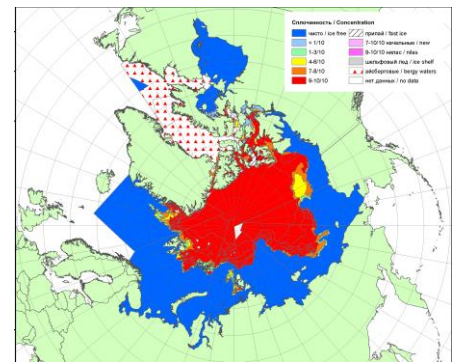 Сплоченность / Concentration
чисто / ice free
< 1/10
1-3/10
4-6/10
7-8/10
9-10/10
припай / fast ice
7-10/10 начальные / new
9-10/10 нилас / nilas
шельфовый лед / ice shelf
айсберговые / bergy waters
нет данных / no data